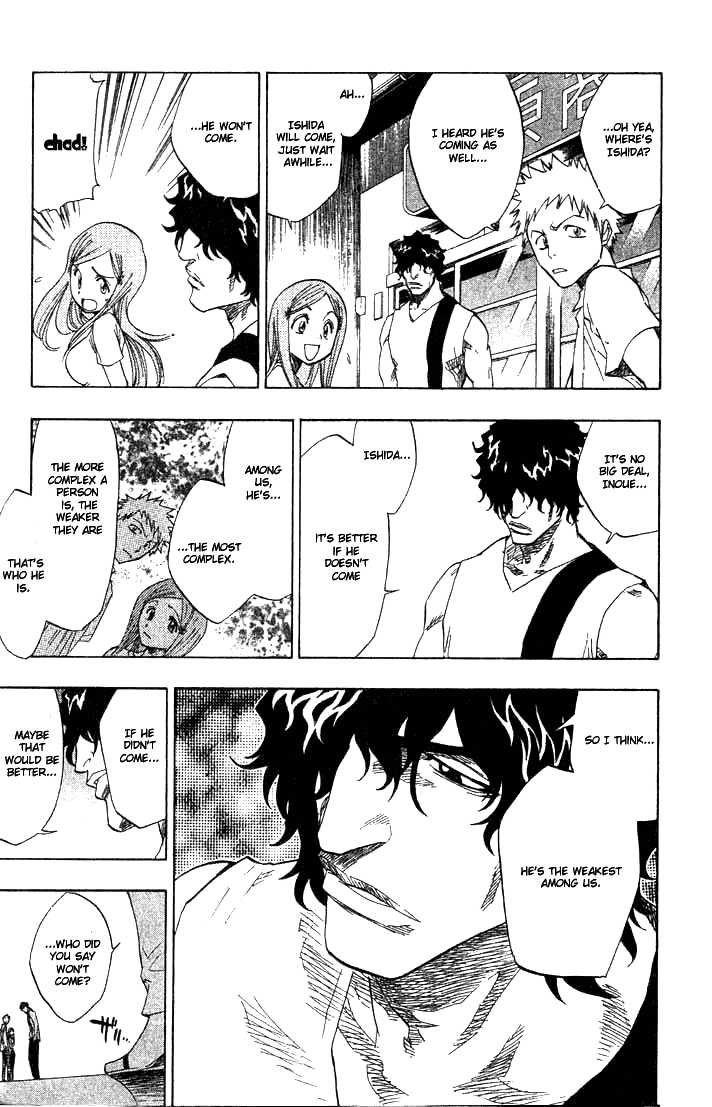 ...OH YEA,
WHERE'S
ISHIDA?
I HEARD HE'S
COMING AS
WELL...
AH...
ISHIDA
WILL COME,
JUST WAIT
AWHILE...
...HE WON'T
COME.
chad!
IT'S NO
BIG DEAL,
INOUE...
ISHIDA...
IT'S BETTER
IF HE
DOESN'T
COME
AMONG
US,
HE'S...
...THE MOST
COMPLEX.
THE MORE
COMPLEX A
PERSON
IS, THE
WEAKER
THEY ARE
THAT'S
WHO HE
IS.
SO I THINK...
HE'S THE WEAKEST
AMONG US.
IF HE
DIDN'T
COME...
MAYBE
THAT
WOULD BE
BETTER...
...WHO DID
YOU SAY
WON'T
COME?